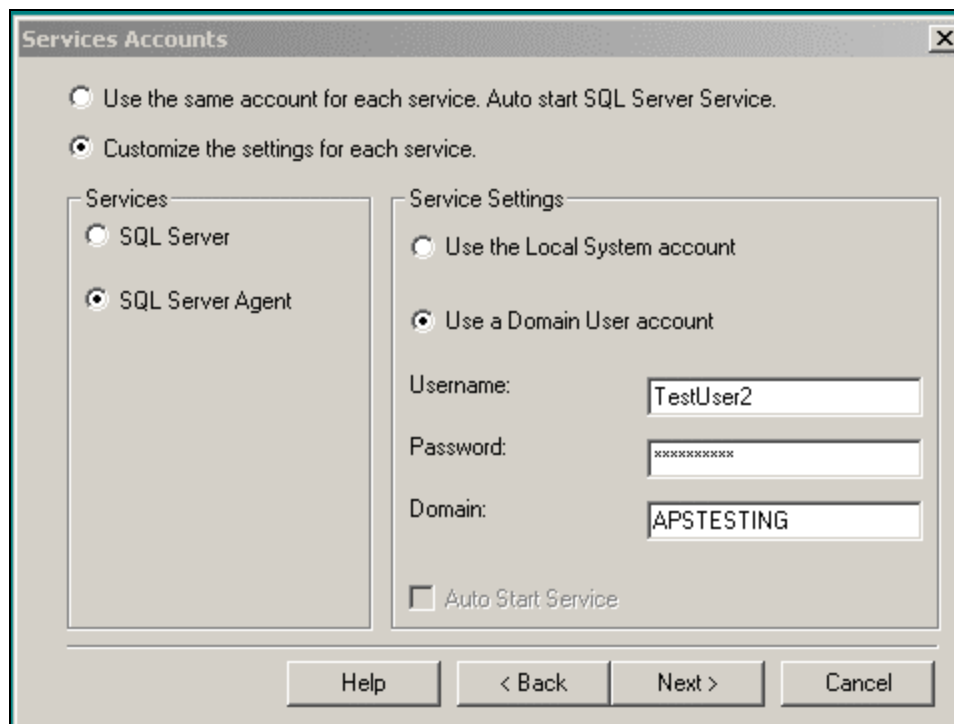 Services Accounts
Use the same account for each service. Auto start SQL Server Service.
Customize the settings for each service.
Services
SQL Server
SQL Server Agent
Service Settings
Use the Local System account
Use a Domain User account
Username:
TestUser2
Password:
**********
Domain:
APSTESTING
Auto Start Service
Help
< Back
Next >
Cancel